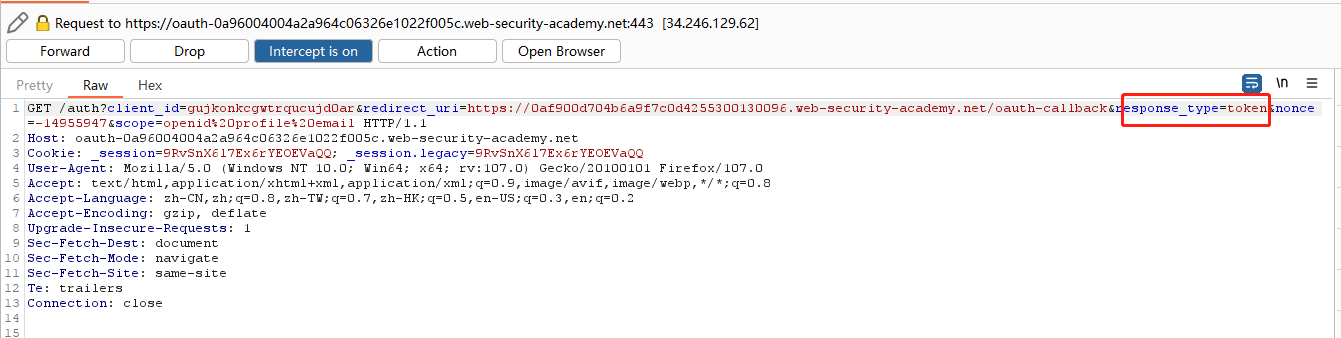 Request to https://oauth-0a96004004a2a964c06326e1022f005c.web-security-academy.net:443 [34.246.129.62]
Forward Drop Intercept is on Action Open Browser
Pretty Raw Hex \n
1 GET /auth?client_id=gujkonkcgwtrqucujd0ar&redirect_uri=https://0af900d704b6a9f7c0d4255300130096.web-security-academy.net/oauth-callback&response_type=token&nonce
=-14955947&scope=openid%20profile%20email HTTP/1.1
2 Host: oauth-0a96004004a2a964c06326e1022f005c.web-security-academy.net
3 Cookie: _session=9RvSnX6l7Ex6rYEOEVaQQ; _session.legacy=9RvSnX6l7Ex6rYEOEVaQQ
4 User-Agent: Mozilla/5.0 (Windows NT 10.0; Win64; x64; rv:107.0) Gecko/20100101 Firefox/107.0
5 Accept: text/html,application/xhtml+xml,application/xml;q=0.9,image/avif,image/webp,*/*;q=0.8
6 Accept-Language: zh-CN,zh;q=0.8,zh-TW;q=0.7,zh-HK;q=0.5,en-US;q=0.3,en;q=0.2
7 Accept-Encoding: gzip, deflate
8 Upgrade-Insecure-Requests: 1
9 Sec-Fetch-Dest: document
10 Sec-Fetch-Mode: navigate
11 Sec-Fetch-Site: same-site
12 Te: trailers
13 Connection: close
14
15